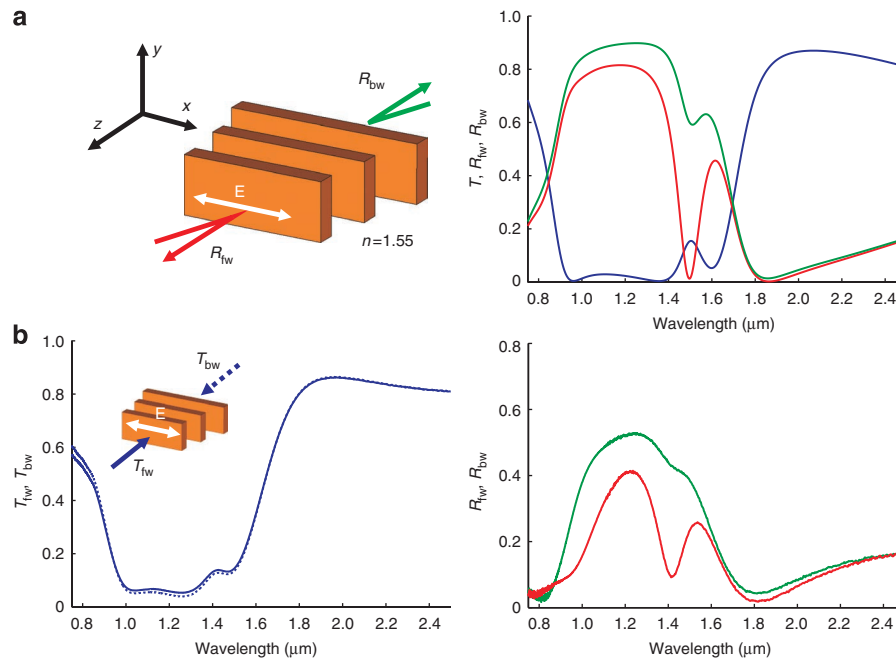 a
y
x
z
R_bw
E
R_fw
n=1.55
T, R_fw, R_bw
1.0
0.8
0.6
0.4
0.2
0
0.8 1.0 1.2 1.4 1.6 1.8 2.0 2.2 2.4
Wavelength (μm)
b
T_fw, T_bw
1.0
0.8
0.6
0.4
0.2
0
T_bw
E
T_fw
0.8 1.0 1.2 1.4 1.6 1.8 2.0 2.2 2.4
Wavelength (μm)
R_fw, R_bw
0.8
0.6
0.4
0.2
0
0.8 1.0 1.2 1.4 1.6 1.8 2.0 2.2 2.4
Wavelength (μm)